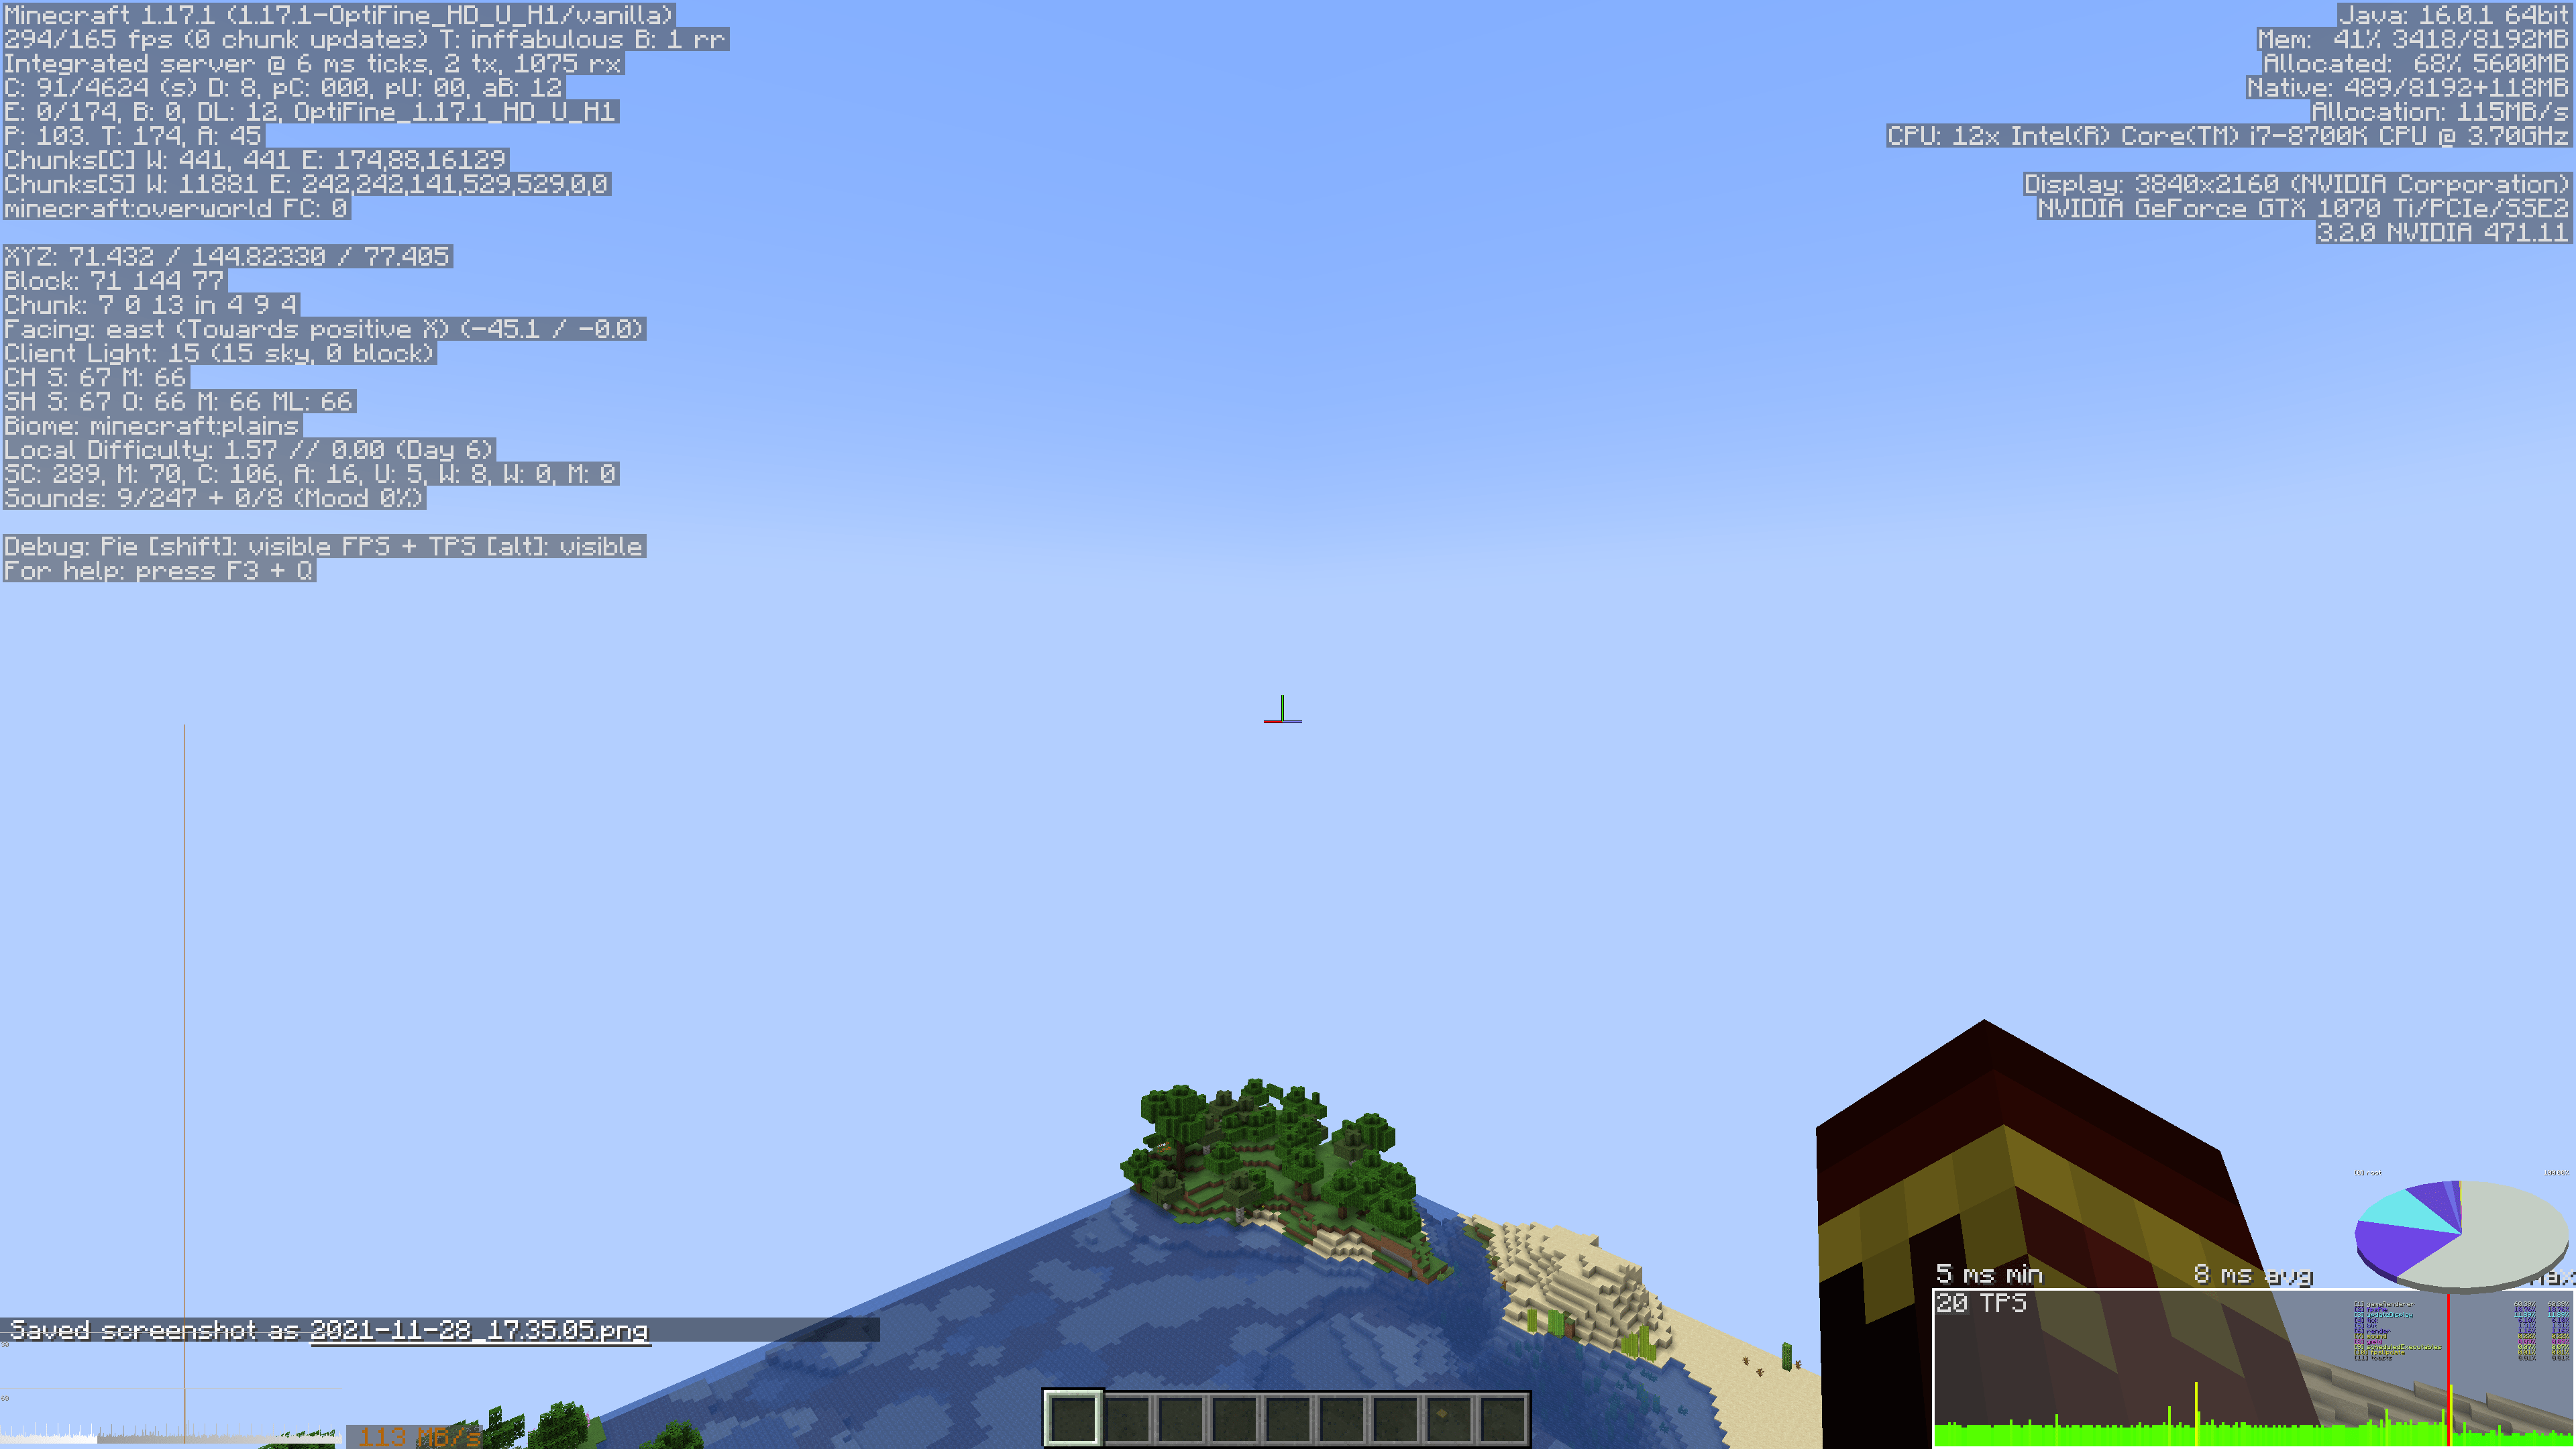 Minecraft 1.17.1 (1.17.1-OptiFine_HD_U_H1/vanilla)
294/165 fps (0 chunk updates) T: inffabulous B: 1 rr
Integrated server @ 6 ms ticks, 2 tx, 1075 rx
C: 91/4624 (s) D: 8, pC: 000, pU: 00, aB: 12
E: 0/174, B: 0, DL: 12, OptiFine_1.17.1_HD_U_H1
P: 103. T: 174, A: 45
Chunks[C] W: 441, 441 E: 174,88,16129
Chunks[S] W: 11881 E: 242,242,141,529,529,0,0
minecraft:overworld FC: 0
XYZ: 71.432 / 144.82330 / 77.405
Block: 71 144 77
Chunk: 7 0 13 in 4 9 4
Facing: east (Towards positive X) (-45.1 / -0.0)
Client Light: 15 (15 sky, 0 block)
CH S: 67 M: 66
SH S: 67 O: 66 M: 66 ML: 66
Biome: minecraft:plains
Local Difficulty: 1.57 // 0.00 (Day 6)
SC: 289, M: 70, C: 106, A: 16, U: 5, W: 8, W: 0, M: 0
Sounds: 9/247 + 0/8 (Mood 0%)
Debug: Pie [shift]: visible FPS + TPS [alt]: visible
For help: press F3 + Q
Java: 16.0.1 64bit
Mem: 41% 3418/8192MB
Allocated: 68% 5600MB
Native: 489/8192+118MB
Allocation: 115MB/s
CPU: 12x Intel(R) Core(TM) i7-8700K CPU @ 3.70GHz
Display: 3840x2160 (NVIDIA Corporation)
NVIDIA GeForce GTX 1070 Ti/PCIe/SSE2
3.2.0 NVIDIA 471.11
Saved screenshot as 2021-11-28_17.35.05.png
30
60
113 MB/s
[0] root 100.00%
5 ms min 8 ms avg
20 TPS